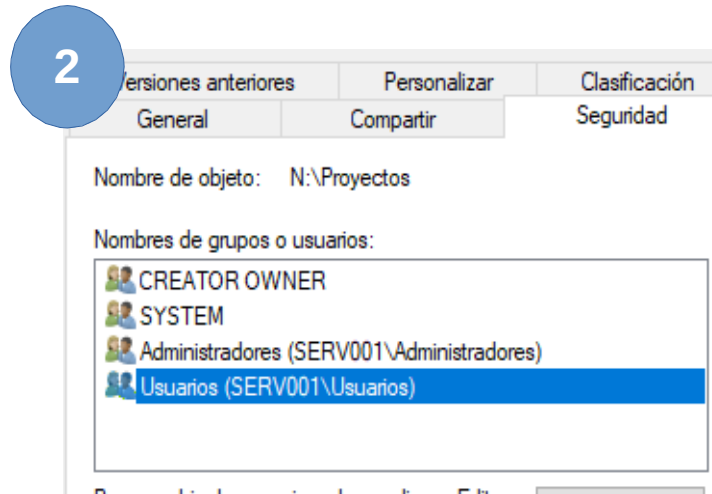 2
Versiones anteriores Personalizar Clasificación
General Compartir Seguridad
Nombre de objeto: N:\Proyectos
Nombres de grupos o usuarios:
CREATOR OWNER
SYSTEM
Administradores (SERV001\Administradores)
Usuarios (SERV001\Usuarios)